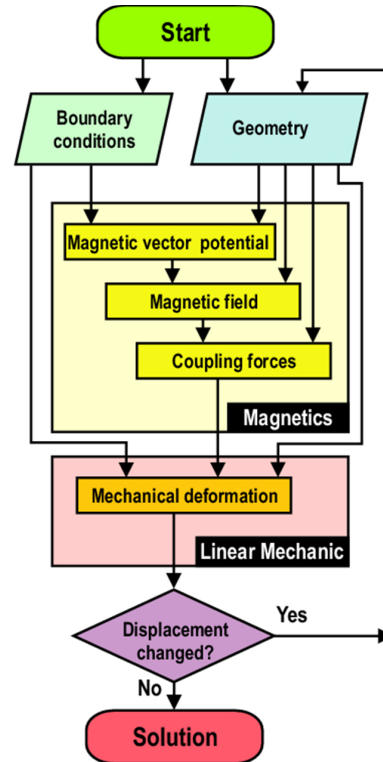 Start
Boundary
conditions
Geometry
Magnetic vector potential
Magnetic field
Coupling forces
Magnetics
Mechanical deformation
Linear Mechanic
Displacement
changed?
Yes
No
Solution